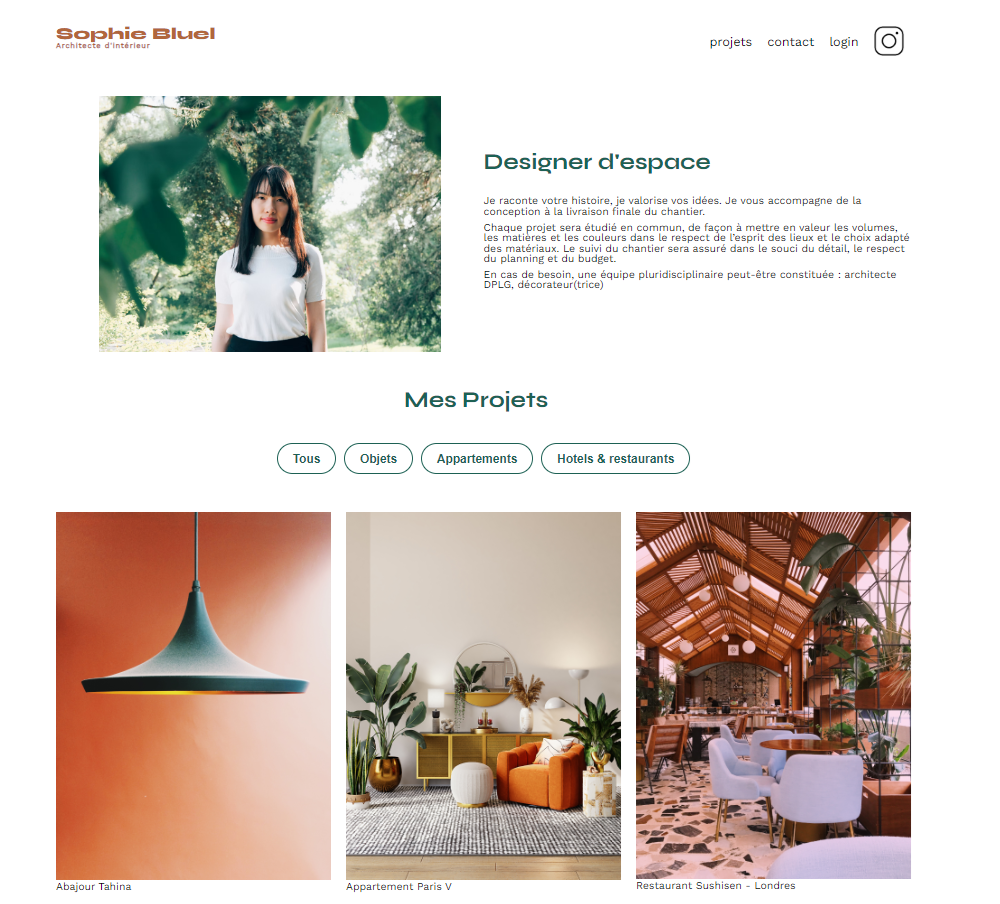 Sophie Bluel
Architecte d'intérieur
projets contact login
Designer d'espace
Je raconte votre histoire, je valorise vos idées. Je vous accompagne de la
conception à la livraison finale du chantier.
Chaque projet sera étudié en commun, de façon à mettre en valeur les volumes,
les matières et les couleurs dans le respect de l'esprit des lieux et le choix adapté
des matériaux. Le suivi du chantier sera assuré dans le souci du détail, le respect
du planning et du budget.
En cas de besoin, une équipe pluridisciplinaire peut-être constituée : architecte
DPLG, décorateur(trice)
Mes Projets
Tous Objets Appartements Hotels & restaurants
Abajour Tahina
Appartement Paris V
Restaurant Sushisen - Londres